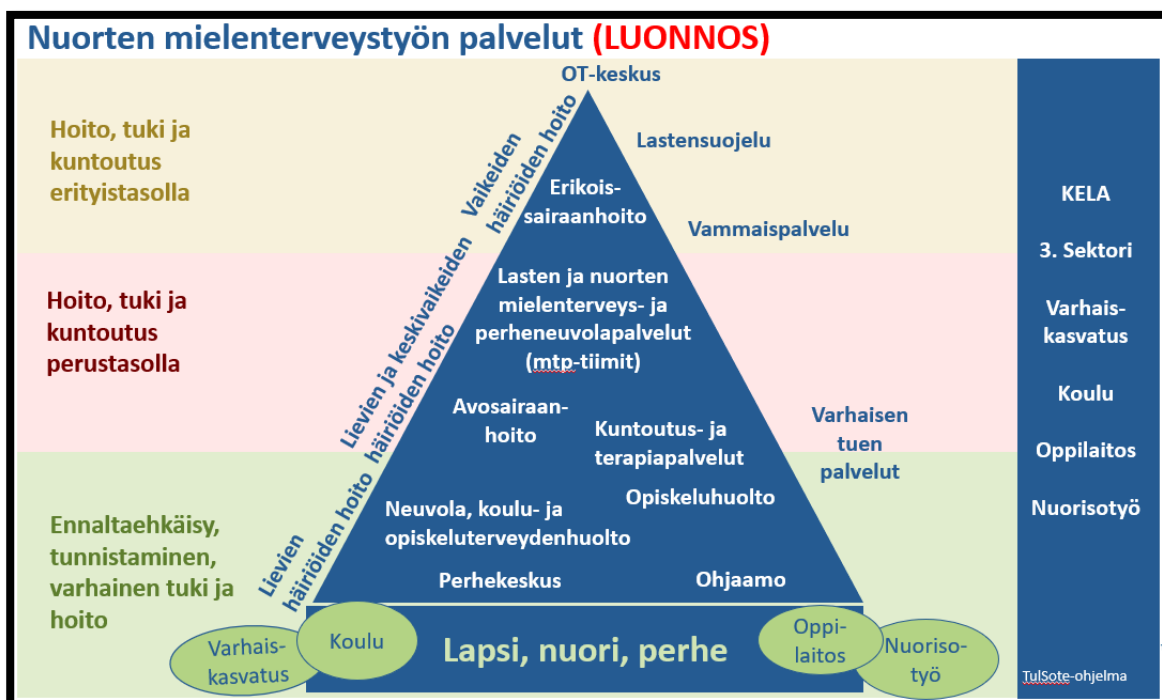 Nuorten mielenterveystyön palvelut (LUONNOS)
OT-keskus
Hoito, tuki ja
kuntoutus
erityistasolla
Vaikeiden
häiriöiden hoito
Erikois-
sairaanhoito
Lastensuojelu
Vammaispalvelu
Hoito, tuki ja
kuntoutus
perustasolla
Lievien ja keskivaikeiden
häiriöiden hoito
Lasten ja nuorten
mielenterveys- ja
perheneuvolapalvelut
(mtp-tiimit)
Avosairaan-
hoito
Kuntoutus- ja
terapiapalvelut
Varhaisen
tuen
palvelut
Ennaltaehkäisy,
tunnistaminen,
varhainen tuki ja
hoito
Lievien
häiriöiden hoito
Opiskeluhuolto
Neuvola, koulu- ja
opiskeluterveydenhuolto
Perhekeskus
Ohjaamo
Varhais-
kasvatus
Koulu
Lapsi, nuori, perhe
Oppi-
laitos
Nuoriso-
työ
KELA
3. Sektori
Varhais-
kasvatus
Koulu
Oppilaitos
Nuorisotyö
TulSote-ohjelma